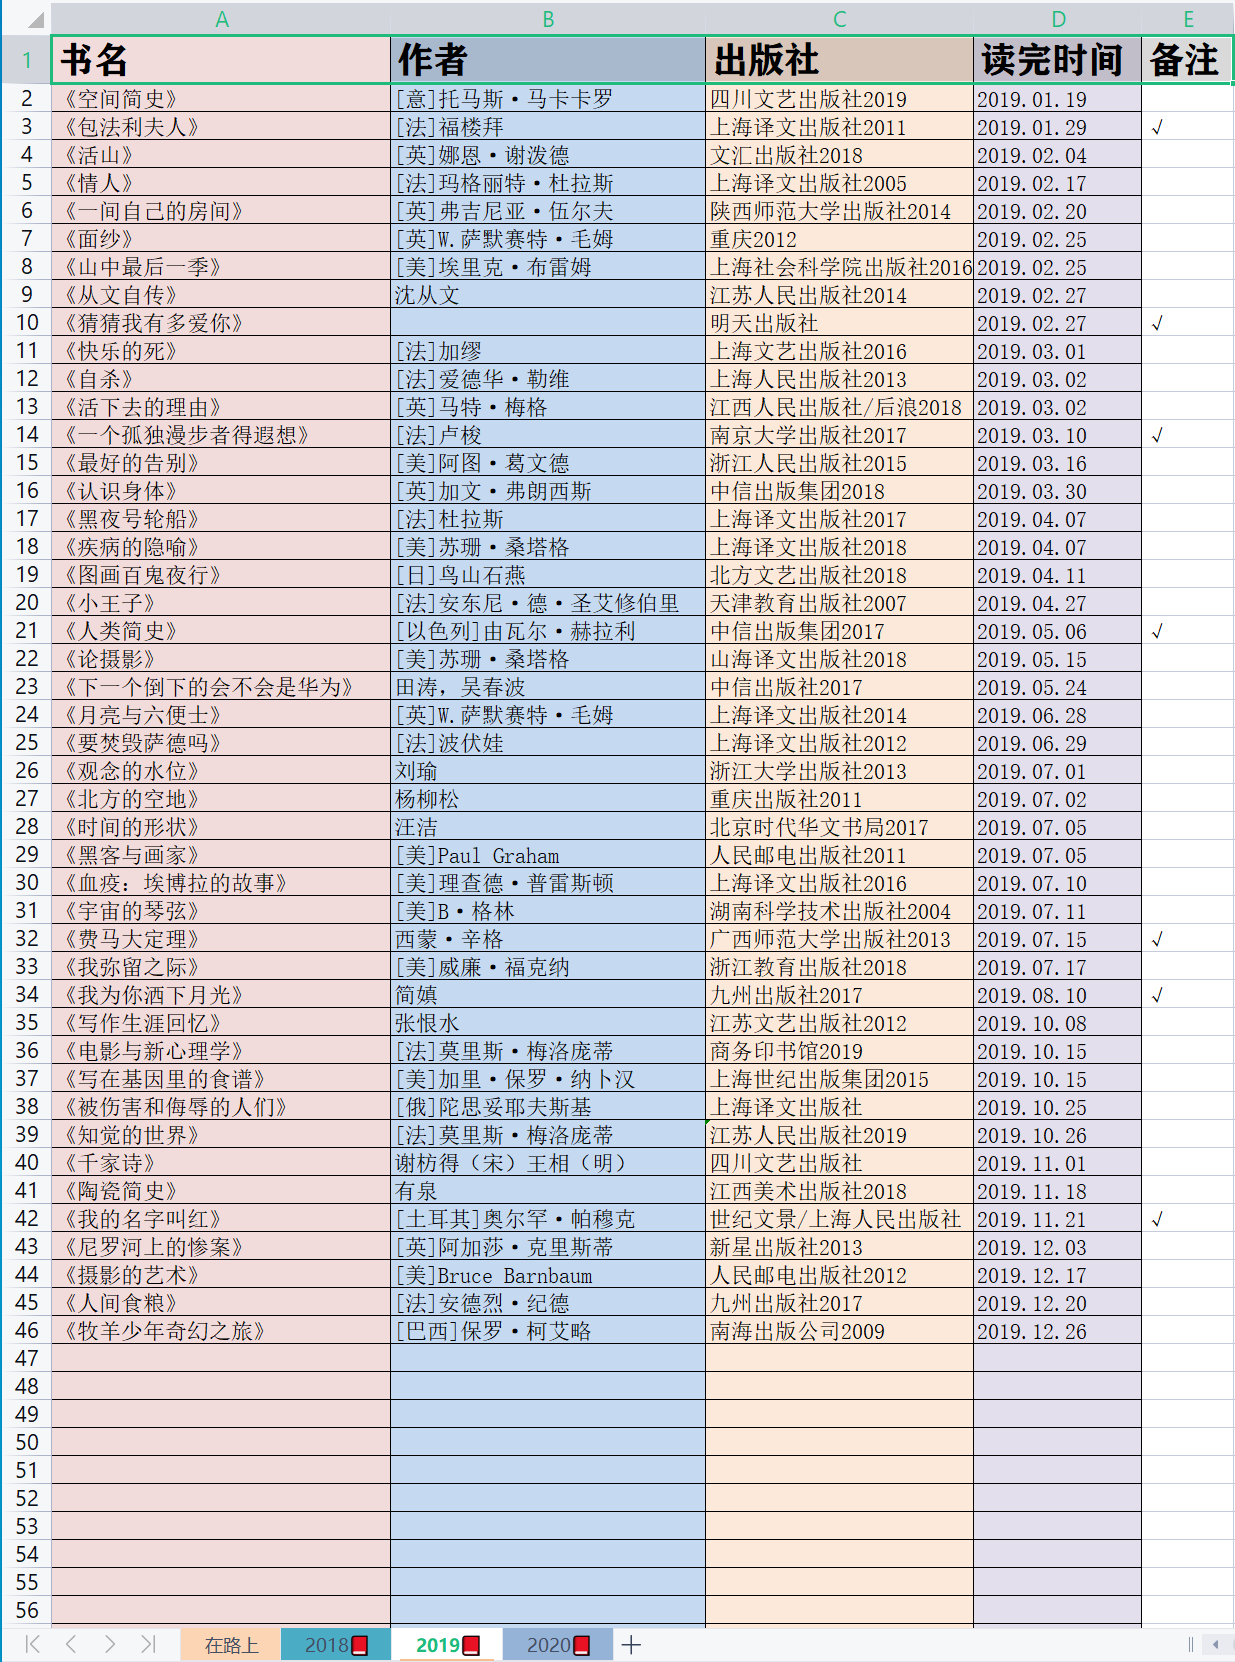 A B C D E
1 书名 作者 出版社 读完时间 备注
2 《空间简史》 [意]托马斯·马卡卡罗 四川文艺出版社2019 2019.01.19
3 《包法利夫人》 [法]福楼拜 上海译文出版社2011 2019.01.29 √
4 《活山》 [英]娜恩·谢泼德 文汇出版社2018 2019.02.04
5 《情人》 [法]玛格丽特·杜拉斯 上海译文出版社2005 2019.02.17
6 《一间自己的房间》 [英]弗吉尼亚·伍尔夫 陕西师范大学出版社2014 2019.02.20
7 《面纱》 [英]W.萨默赛特·毛姆 重庆2012 2019.02.25
8 《山中最后一季》 [美]埃里克·布雷姆 上海社会科学院出版社2016 2019.02.25
9 《从文自传》 沈从文 江苏人民出版社2014 2019.02.27
10 《猜猜我有多爱你》 明天出版社 2019.02.27 √
11 《快乐的死》 [法]加缪 上海文艺出版社2016 2019.03.01
12 《自杀》 [法]爱德华·勒维 上海人民出版社2013 2019.03.02
13 《活下去的理由》 [英]马特·梅格 江西人民出版社/后浪2018 2019.03.02
14 《一个孤独漫步者得遐想》 [法]卢梭 南京大学出版社2017 2019.03.10 √
15 《最好的告别》 [美]阿图·葛文德 浙江人民出版社2015 2019.03.16
16 《认识身体》 [英]加文·弗朗西斯 中信出版集团2018 2019.03.30
17 《黑夜号轮船》 [法]杜拉斯 上海译文出版社2017 2019.04.07
18 《疾病的隐喻》 [美]苏珊·桑塔格 上海译文出版社2018 2019.04.07
19 《图画百鬼夜行》 [日]鸟山石燕 北方文艺出版社2018 2019.04.11
20 《小王子》 [法]安东尼·德·圣艾修伯里 天津教育出版社2007 2019.04.27
21 《人类简史》 [以色列]由瓦尔·赫拉利 中信出版集团2017 2019.05.06 √
22 《论摄影》 [美]苏珊·桑塔格 山海译文出版社2018 2019.05.15
23 《下一个倒下的会不会是华为》 田涛，吴春波 中信出版社2017 2019.05.24
24 《月亮与六便士》 [英]W.萨默赛特·毛姆 上海译文出版社2014 2019.06.28
25 《要焚毁萨德吗》 [法]波伏娃 上海译文出版社2012 2019.06.29
26 《观念的水位》 刘瑜 浙江大学出版社2013 2019.07.01
27 《北方的空地》 杨柳松 重庆出版社2011 2019.07.02
28 《时间的形状》 汪洁 北京时代华文书局2017 2019.07.05
29 《黑客与画家》 [美]Paul Graham 人民邮电出版社2011 2019.07.05
30 《血疫：埃博拉的故事》 [美]理查德·普雷斯顿 上海译文出版社2016 2019.07.10
31 《宇宙的琴弦》 [美]B·格林 湖南科学技术出版社2004 2019.07.11
32 《费马大定理》 西蒙·辛格 广西师范大学出版社2013 2019.07.15 √
33 《我弥留之际》 [美]威廉·福克纳 浙江教育出版社2018 2019.07.17
34 《我为你洒下月光》 简媜 九州出版社2017 2019.08.10 √
35 《写作生涯回忆》 张恨水 江苏文艺出版社2012 2019.10.08
36 《电影与新心理学》 [法]莫里斯·梅洛庞蒂 商务印书馆2019 2019.10.15
37 《写在基因里的食谱》 [美]加里·保罗·纳卜汉 上海世纪出版集团2015 2019.10.15
38 《被伤害和侮辱的人们》 [俄]陀思妥耶夫斯基 上海译文出版社 2019.10.25
39 《知觉的世界》 [法]莫里斯·梅洛庞蒂 江苏人民出版社2019 2019.10.26
40 《千家诗》 谢枋得（宋）王相（明） 四川文艺出版社 2019.11.01
41 《陶瓷简史》 有泉 江西美术出版社2018 2019.11.18
42 《我的名字叫红》 [土耳其]奥尔罕·帕穆克 世纪文景/上海人民出版社 2019.11.21 √
43 《尼罗河上的惨案》 [英]阿加莎·克里斯蒂 新星出版社2013 2019.12.03
44 《摄影的艺术》 [美]Bruce Barnbaum 人民邮电出版社2012 2019.12.17
45 《人间食粮》 [法]安德烈·纪德 九州出版社2017 2019.12.20
46 《牧羊少年奇幻之旅》 [巴西]保罗·柯艾略 南海出版公司2009 2019.12.26
47
48
49
50
51
52
53
54
55
56
在路上 2018 2019 2020